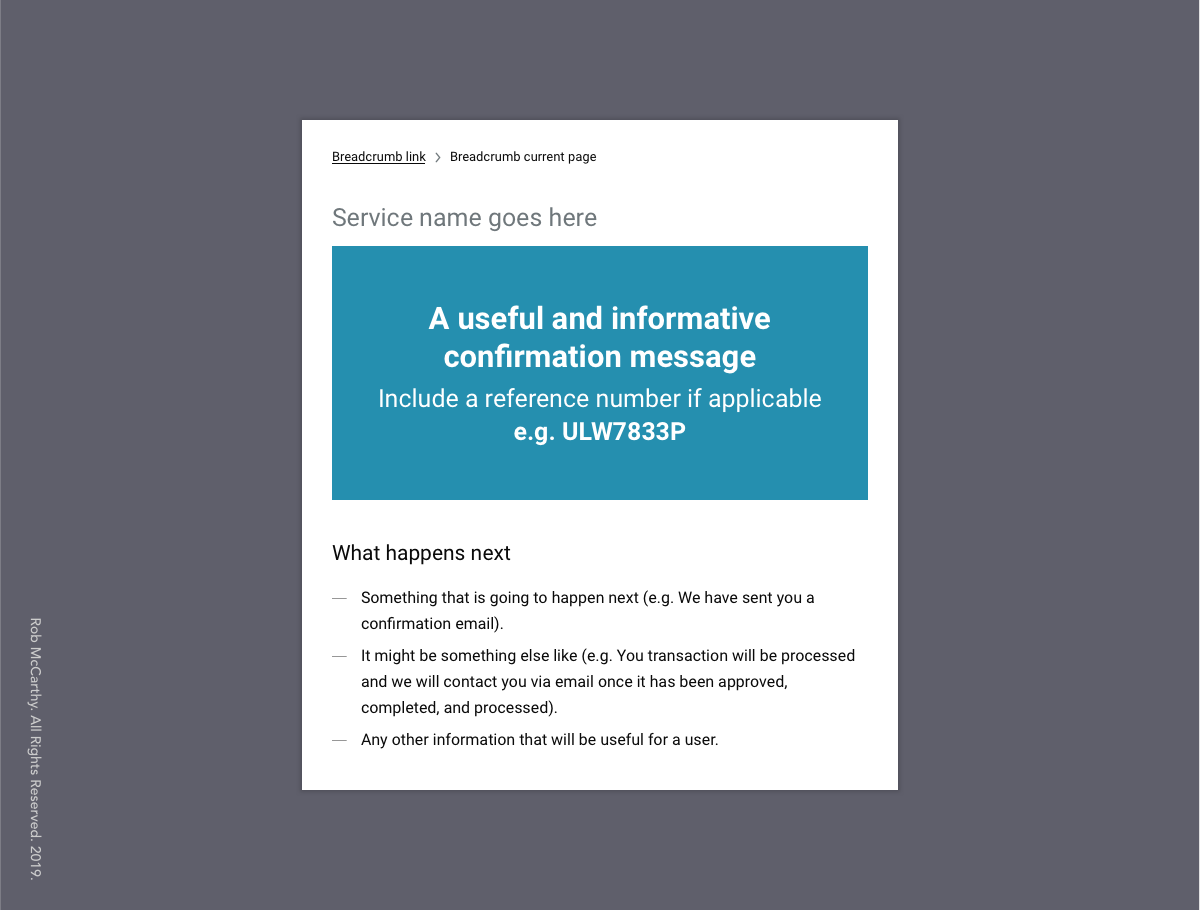 Breadcrumb link > Breadcrumb current page
Service name goes here
A useful and informative
confirmation message
Include a reference number if applicable
e.g. ULW7833P
What happens next
— Something that is going to happen next (e.g. We have sent you a
confirmation email).
— It might be something else like (e.g. You transaction will be processed
and we will contact you via email once it has been approved,
completed, and processed).
— Any other information that will be useful for a user.
Rob McCarthy. All Rights Reserved. 2019.